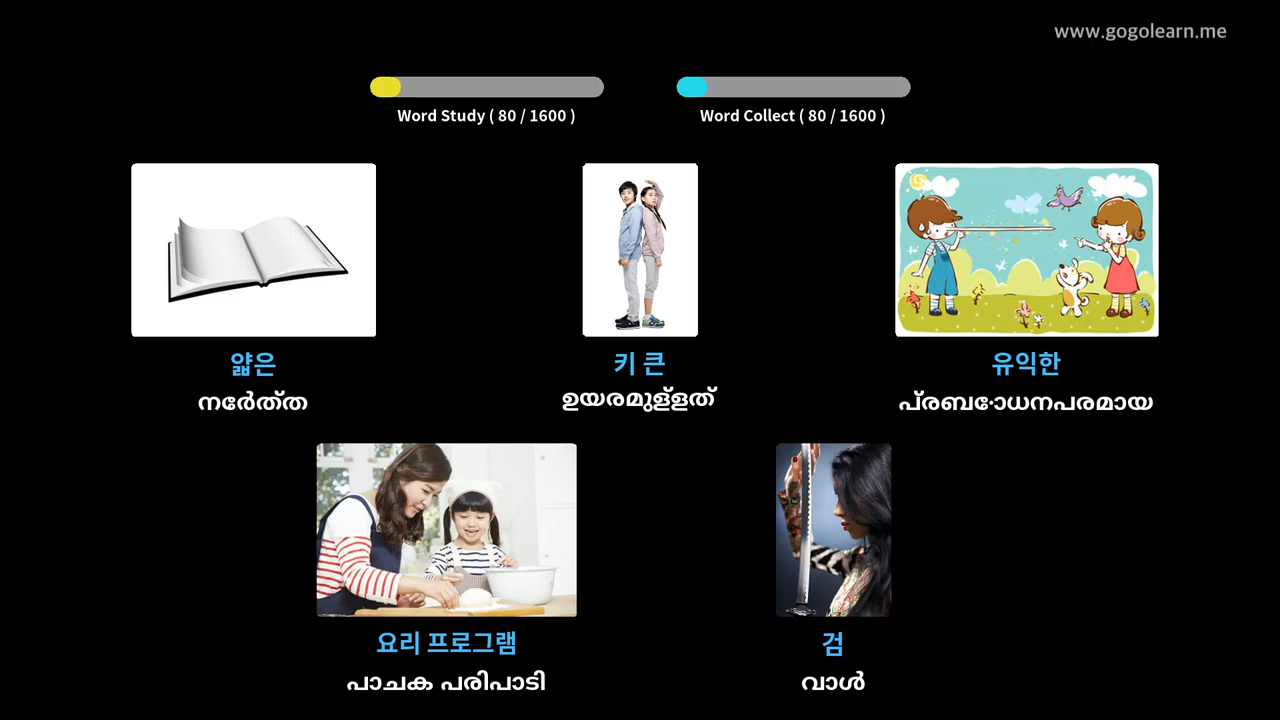 www.gogolearn.me
Word Study ( 80 / 1600 )
Word Collect ( 80 / 1600 )
얇은
키 큰
유익한
നർേത്ത
ഉയരമുള്ളത്
പ്രബോധനപരമായ
요리 프로그램
검
പാചക പരിപാടി
വാൾ